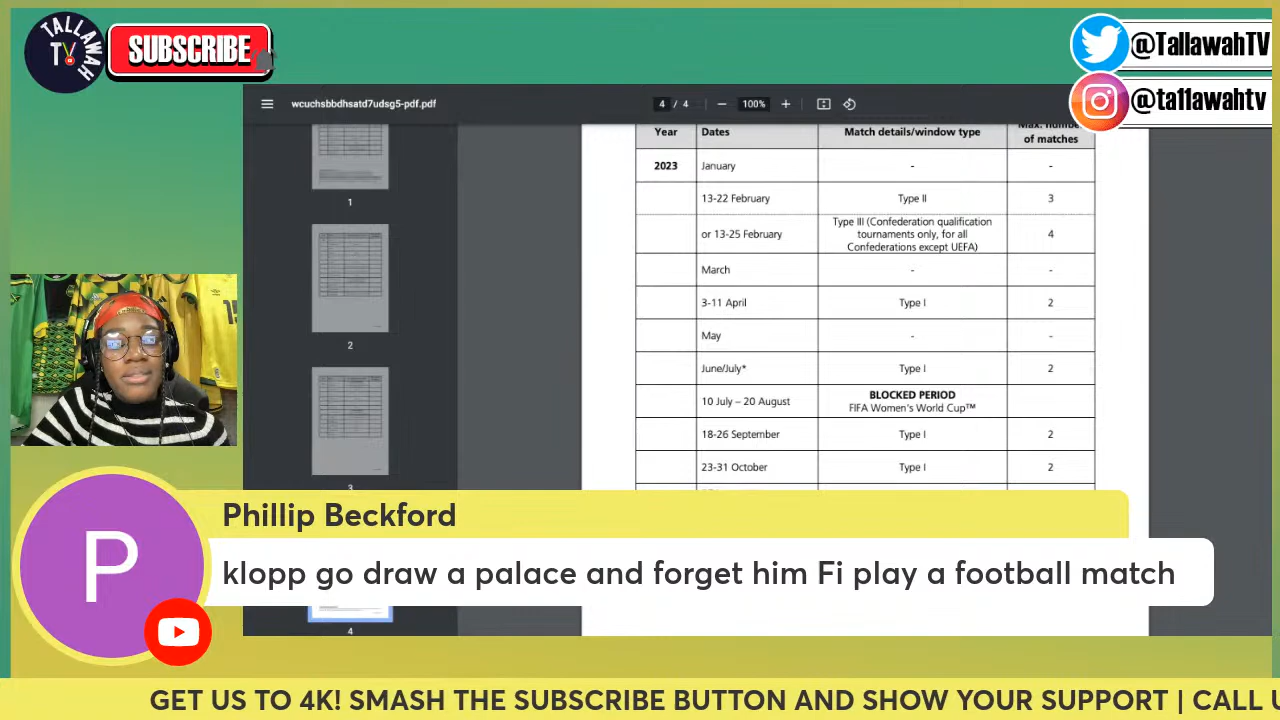 TALLAWAH
TV
SUBSCRIBE
@TallawahTV
@ta11awahtv
wcuchsbbdhsatd7udsg5-pdf.pdf
4 / 4
100%
1
2
3
4
Year Dates Match details/window type Max. number of matches
2023 January - -
13-22 February Type II 3
or 13-25 February Type III (Confederation qualification tournaments only, for all Confederations except UEFA) 4
March - -
3-11 April Type I 2
May - -
June/July* Type I 2
10 July – 20 August BLOCKED PERIOD
FIFA Women's World Cup™
18-26 September Type I 2
23-31 October Type I 2
15
P
Phillip Beckford
klopp go draw a palace and forget him Fi play a football match
GET US TO 4K! SMASH THE SUBSCRIBE BUTTON AND SHOW YOUR SUPPORT | CALL